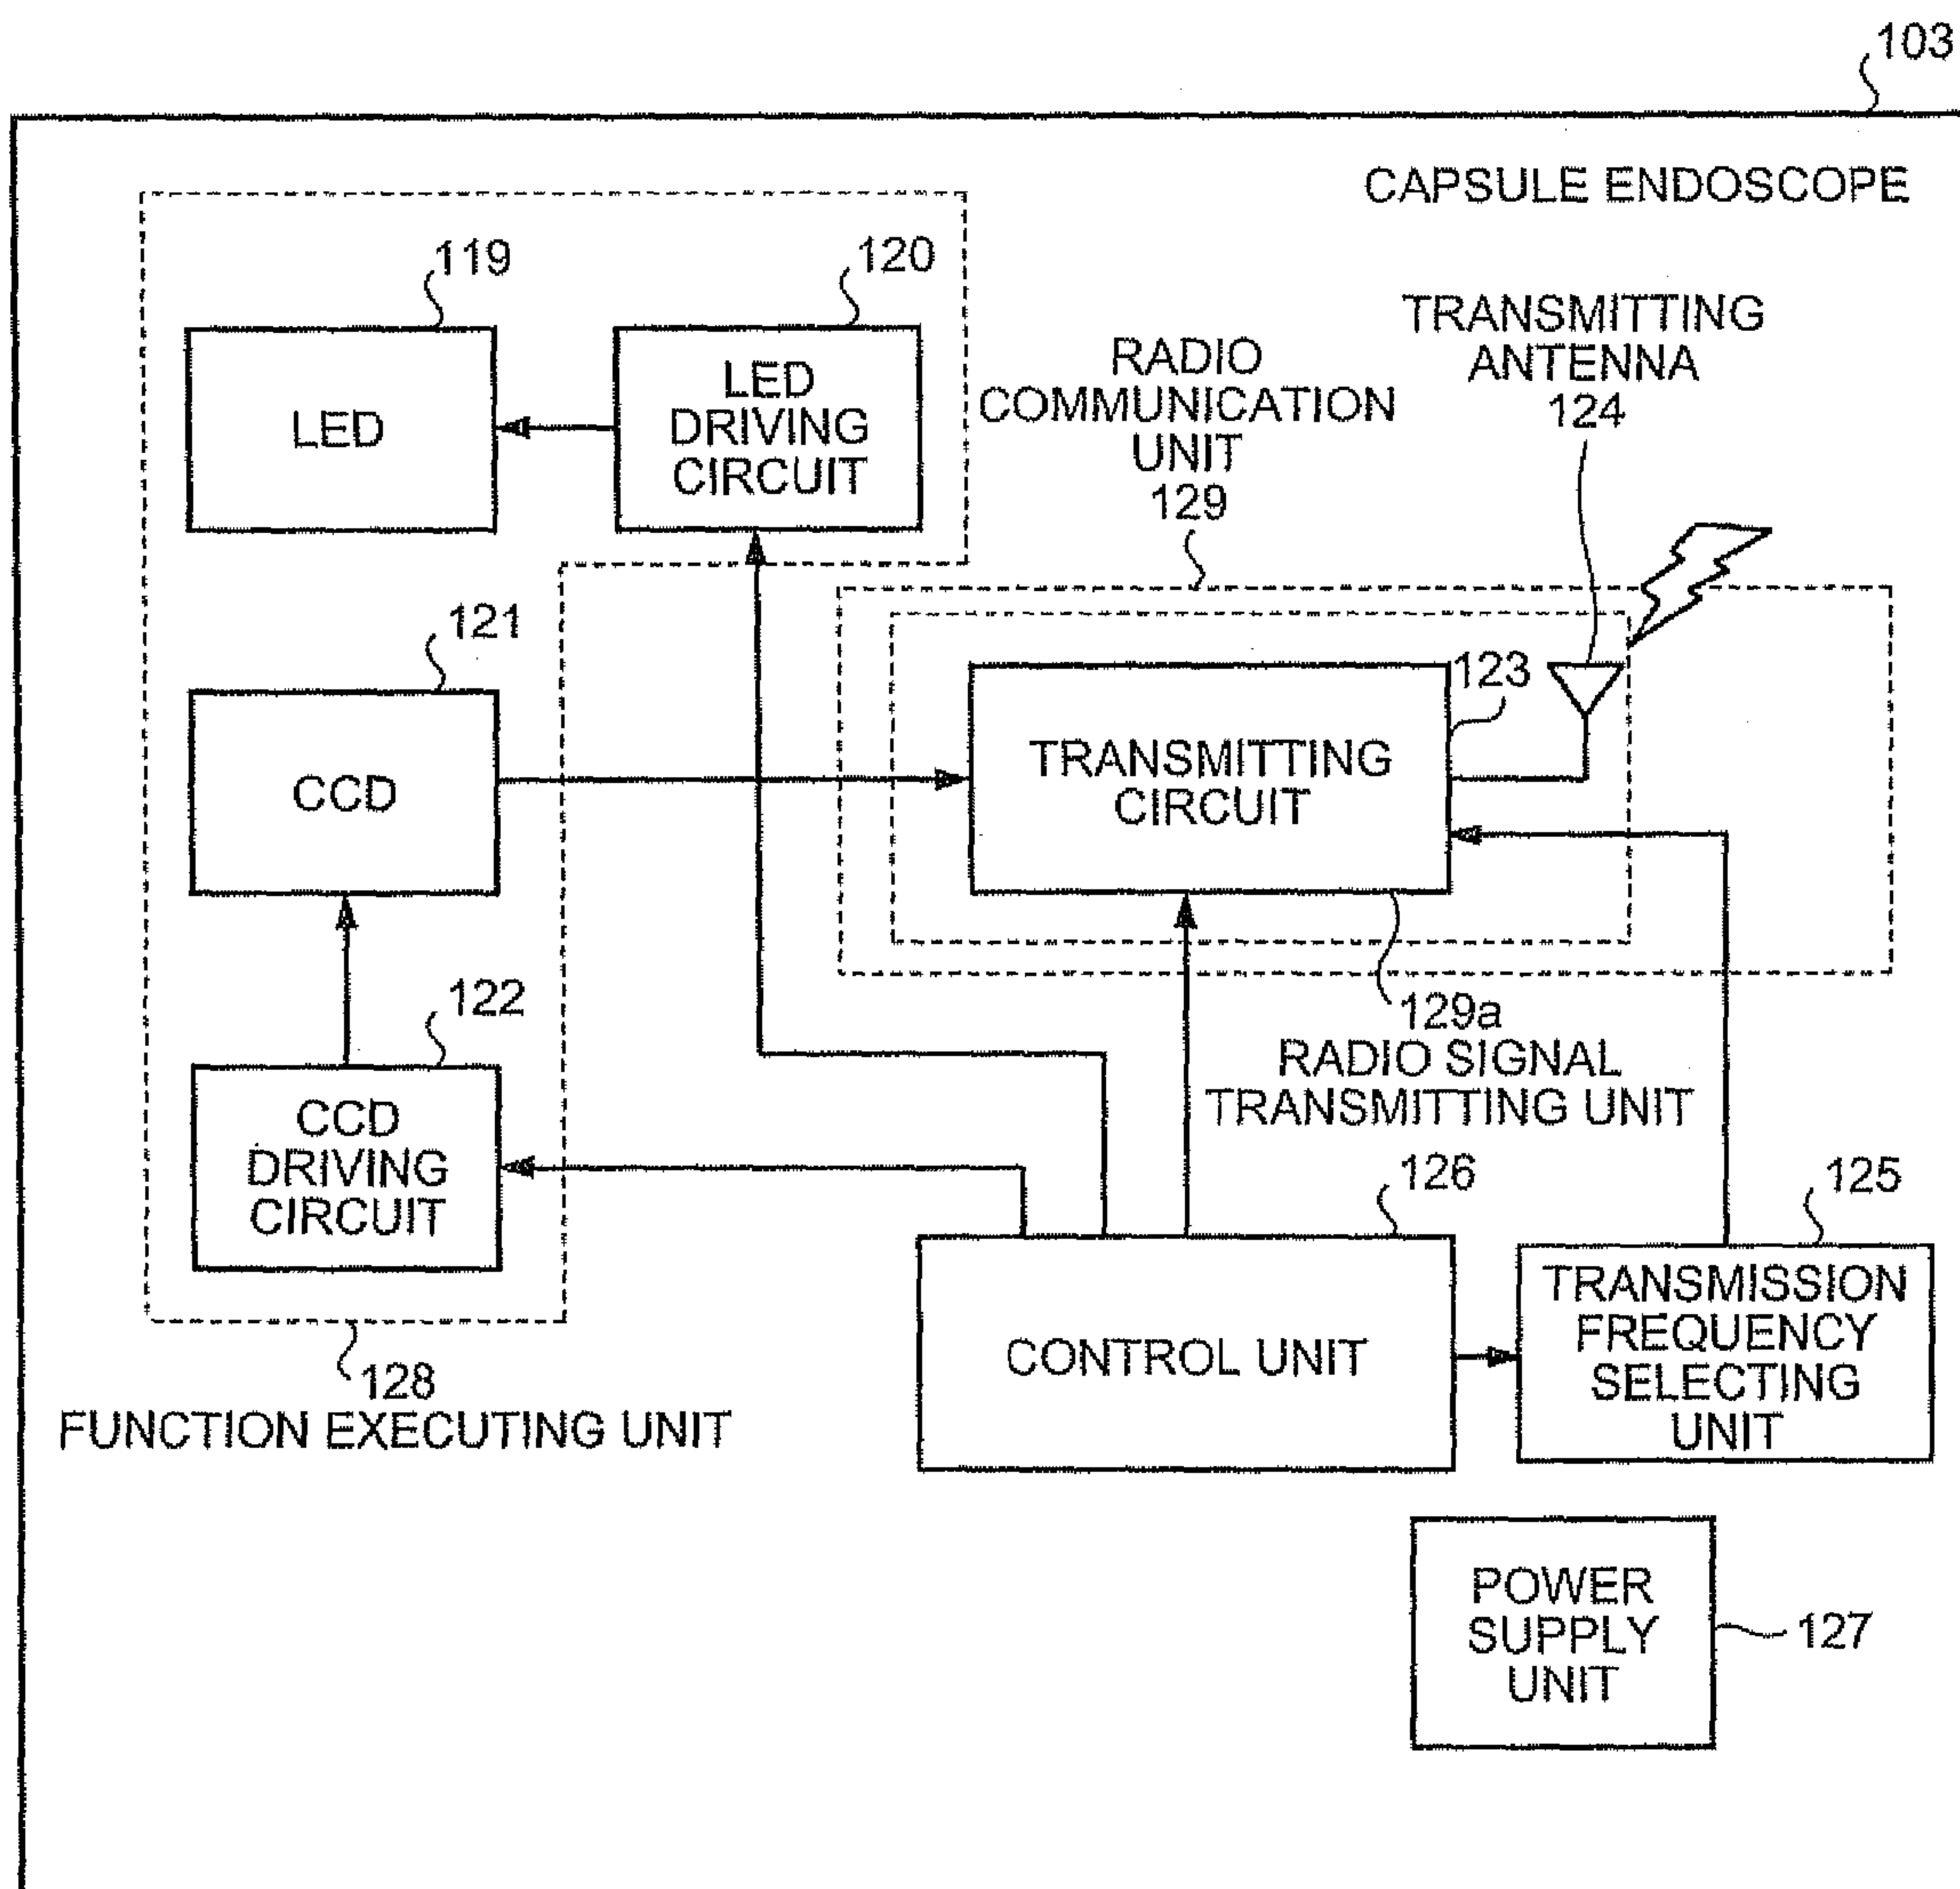 103
CAPSULE ENDOSCOPE
119
120
LED
LED
DRIVING
CIRCUIT
RADIO
COMMUNICATION
UNIT
129
TRANSMITTING
ANTENNA
124
121
CCD
123
TRANSMITTING
CIRCUIT
122
CCD
DRIVING
CIRCUIT
129a
RADIO SIGNAL
TRANSMITTING UNIT
126
125
CONTROL UNIT
TRANSMISSION
FREQUENCY
SELECTING
UNIT
128
FUNCTION EXECUTING UNIT
POWER
SUPPLY
UNIT
127